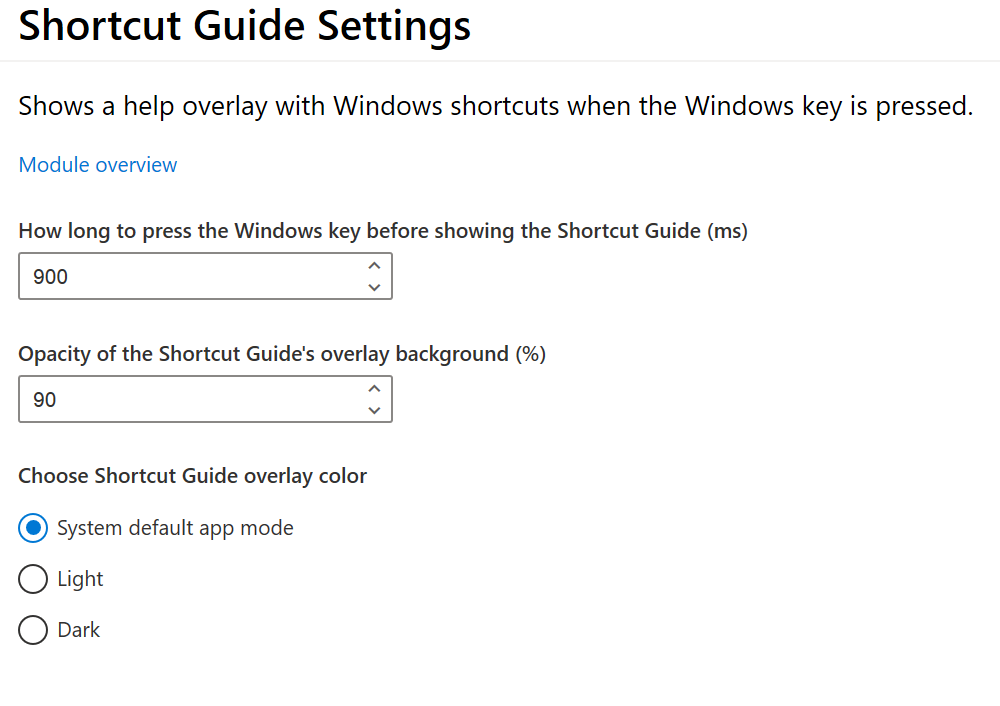 Shortcut Guide Settings
Shows a help overlay with Windows shortcuts when the Windows key is pressed.
Module overview
How long to press the Windows key before showing the Shortcut Guide (ms)
900
Opacity of the Shortcut Guide's overlay background (%)
90
Choose Shortcut Guide overlay color
System default app mode
Light
Dark